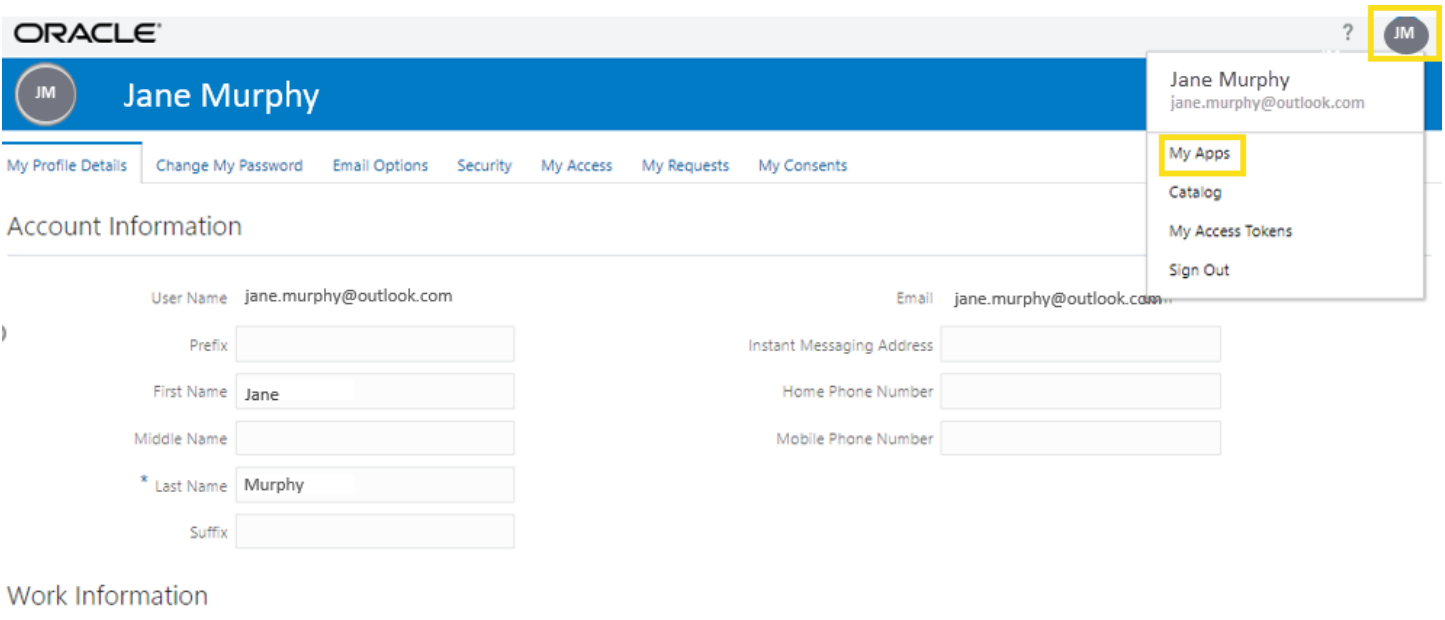 ORACLE
? JM
JM Jane Murphy
Jane Murphy
jane.murphy@outlook.com
My Apps
Catalog
My Access Tokens
Sign Out
My Profile Details Change My Password Email Options Security My Access My Requests My Consents
Account Information
User Name jane.murphy@outlook.com
Prefix
First Name Jane
Middle Name
* Last Name Murphy
Suffix
Email jane.murphy@outlook.com
Instant Messaging Address
Home Phone Number
Mobile Phone Number
Work Information